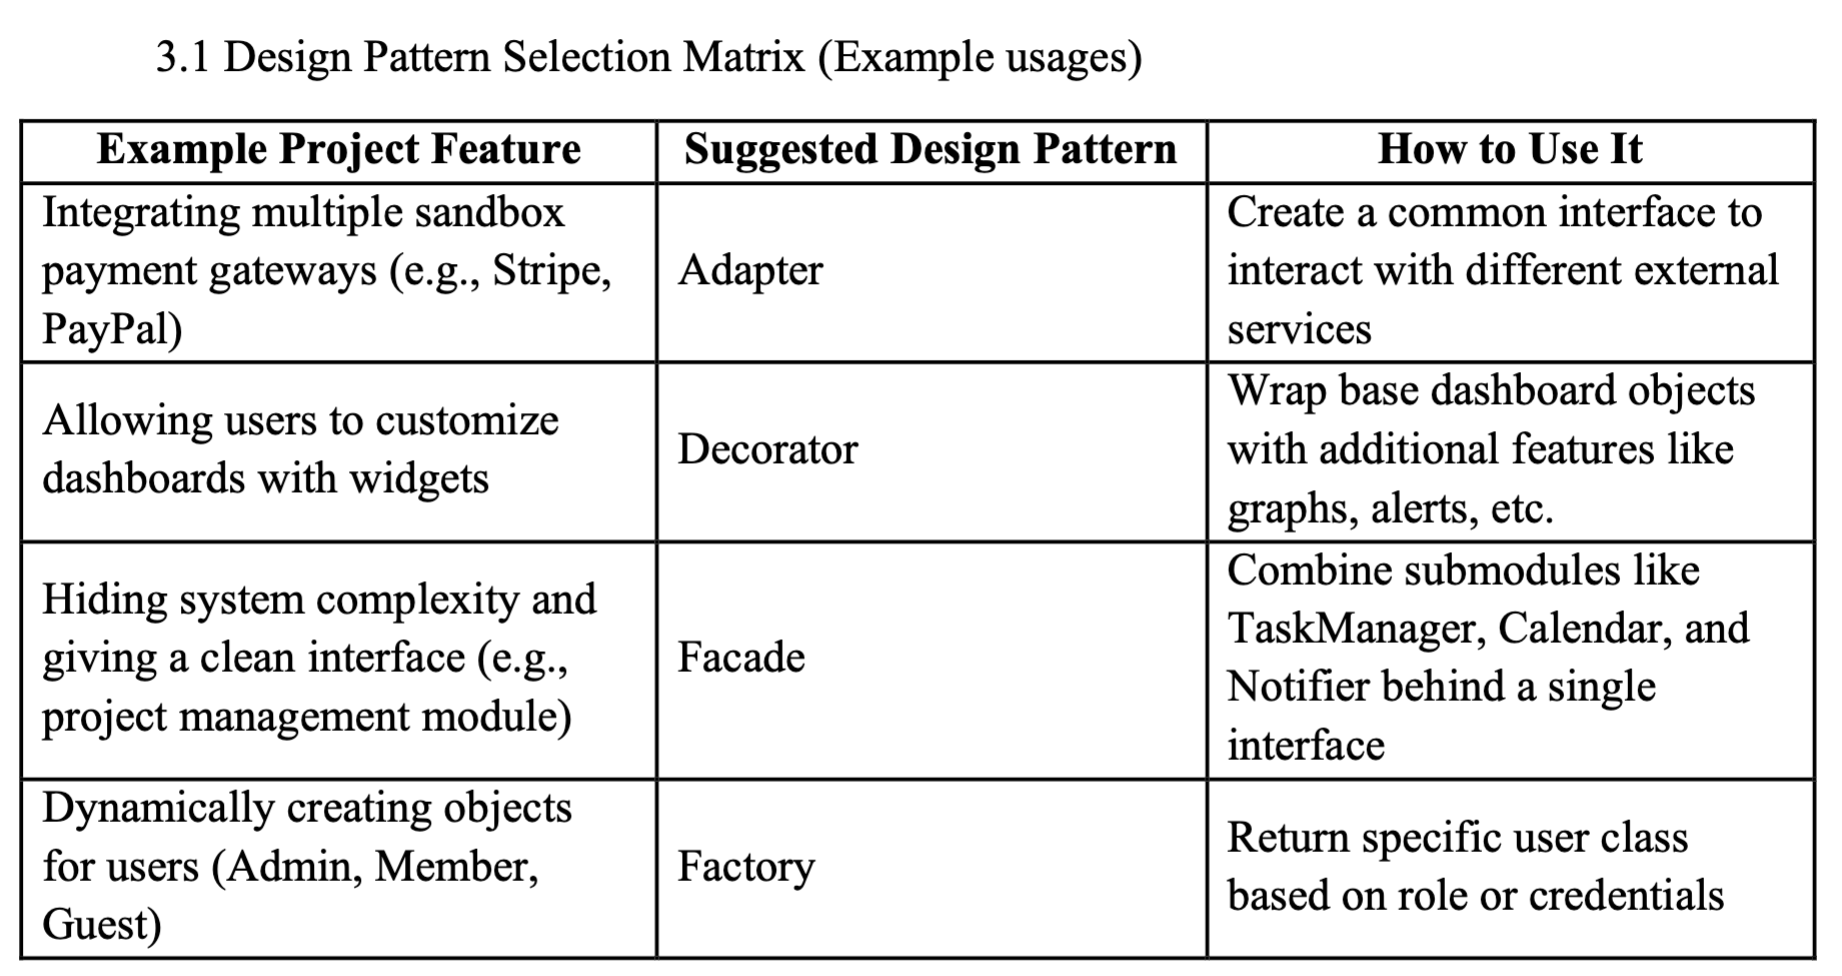 3.1 Design Pattern Selection Matrix (Example usages)
Example Project Feature
Suggested Design Pattern
How to Use It
Integrating multiple sandbox
payment gateways (e.g., Stripe,
PayPal)
Adapter
Create a common interface to
interact with different external
services
Allowing users to customize
dashboards with widgets
Decorator
Wrap base dashboard objects
with additional features like
graphs, alerts, etc.
Hiding system complexity and
giving a clean interface (e.g.,
project management module)
Facade
Combine submodules like
TaskManager, Calendar, and
Notifier behind a single
interface
Dynamically creating objects
for users (Admin, Member,
Guest)
Factory
Return specific user class
based on role or credentials